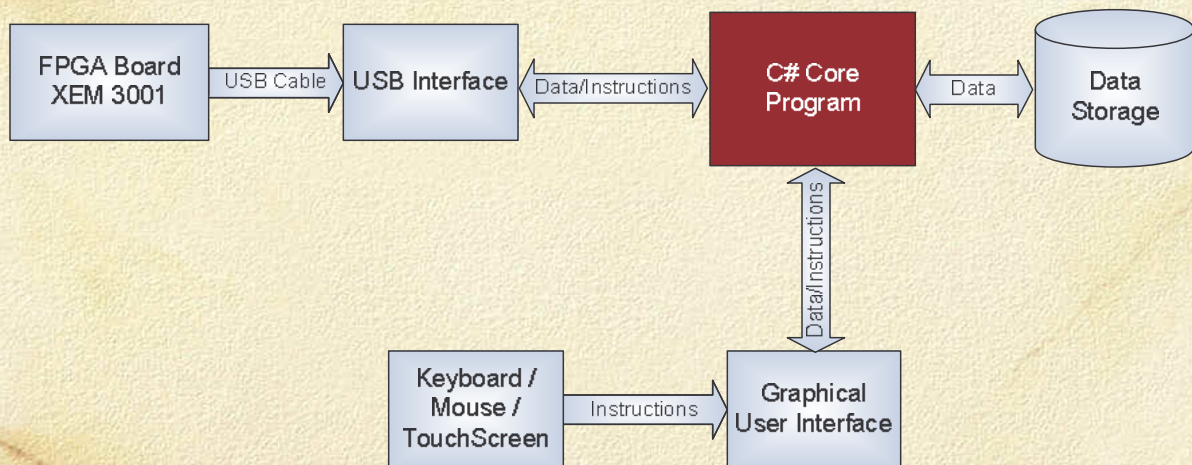 FPGA Board
XEM 3001
USB Cable
USB Interface
Data/Instructions
C# Core
Program
Data
Data
Storage
Data/Instructions
Keyboard /
Mouse /
TouchScreen
Instructions
Graphical
User Interface